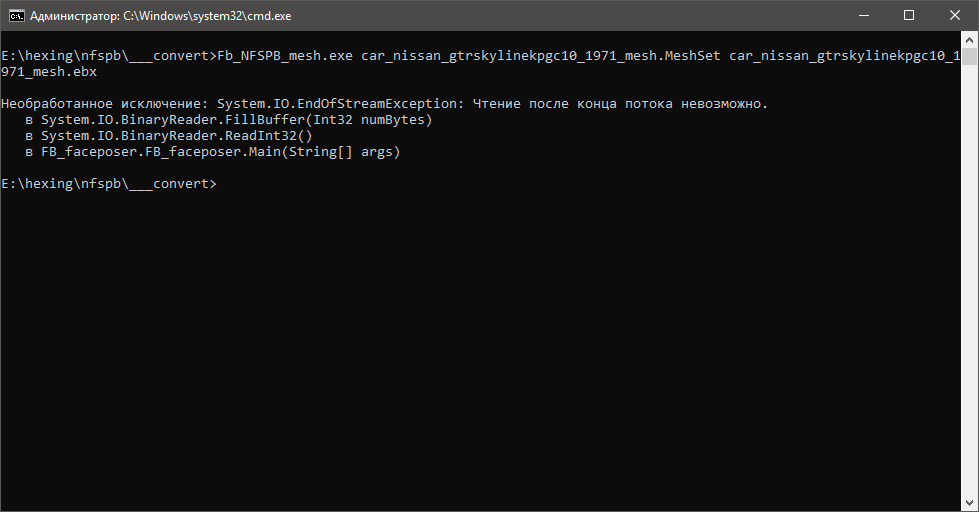 Администратор: C:\Windows\system32\cmd.exe
E:\hexing\nfspb\___convert>Fb_NFSPB_mesh.exe car_nissan_gtrskylinekpgc10_1971_mesh.MeshSet car_nissan_gtrskylinekpgc10_1
971_mesh.ebx
Необработанное исключение: System.IO.EndOfStreamException: Чтение после конца потока невозможно.
   в System.IO.BinaryReader.FillBuffer(Int32 numBytes)
   в System.IO.BinaryReader.ReadInt32()
   в FB_faceposer.FB_faceposer.Main(String[] args)
E:\hexing\nfspb\___convert>